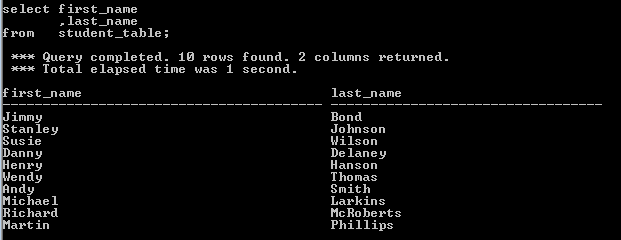 select first_name
,last_name
from student_table;
*** Query completed. 10 rows found. 2 columns returned.
*** Total elapsed time was 1 second.
first_name last_name
Jimmy Bond
Stanley Johnson
Susie Wilson
Danny Delaney
Henry Hanson
Wendy Thomas
Andy Smith
Michael Larkins
Richard McRoberts
Martin Phillips